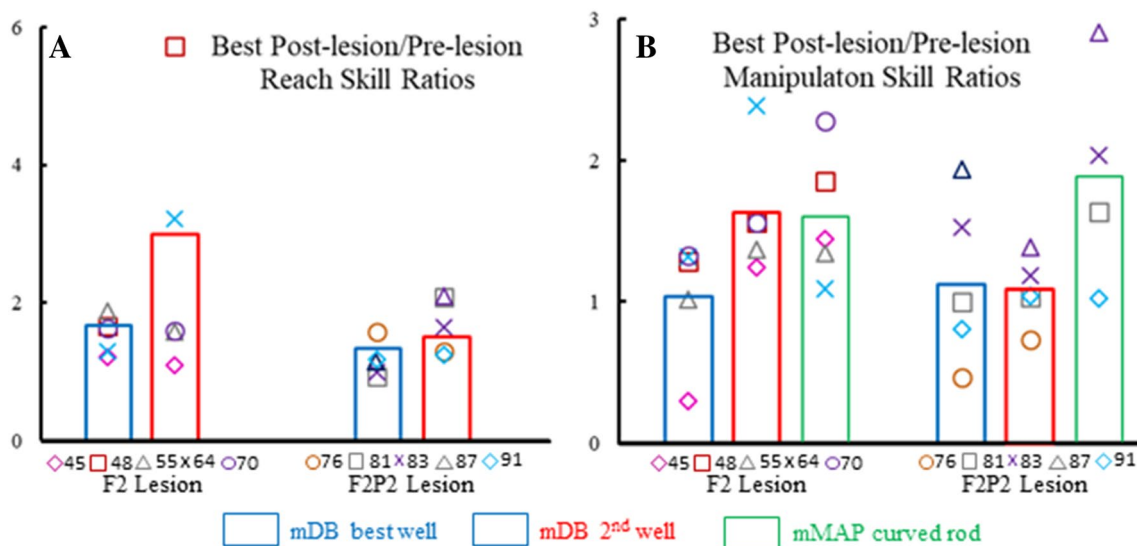 A
Best Post-lesion/Pre-lesion
Reach Skill Ratios
6
4
2
0
45 48 55 x 64 70
F2 Lesion
76 81 x 83 87 91
F2P2 Lesion
B
Best Post-lesion/Pre-lesion
Manipulaton Skill Ratios
3
2
1
0
45 48 55 x 64 70
F2 Lesion
76 81 x 83 87 91
F2P2 Lesion
mDB best well
mDB 2nd well
mMAP curved rod